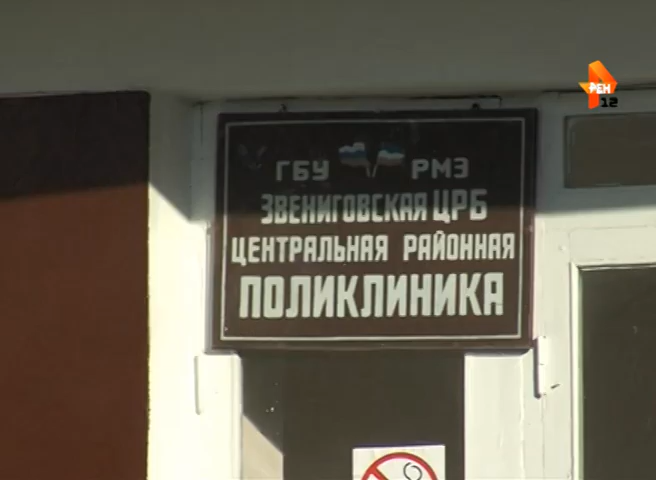 РЕН
12
ГБУ РМЭ
ЗВЕНИГОВСКАЯ ЦРБ
ЦЕНТРАЛЬНАЯ РАЙОННАЯ
ПОЛИКЛИНИКА